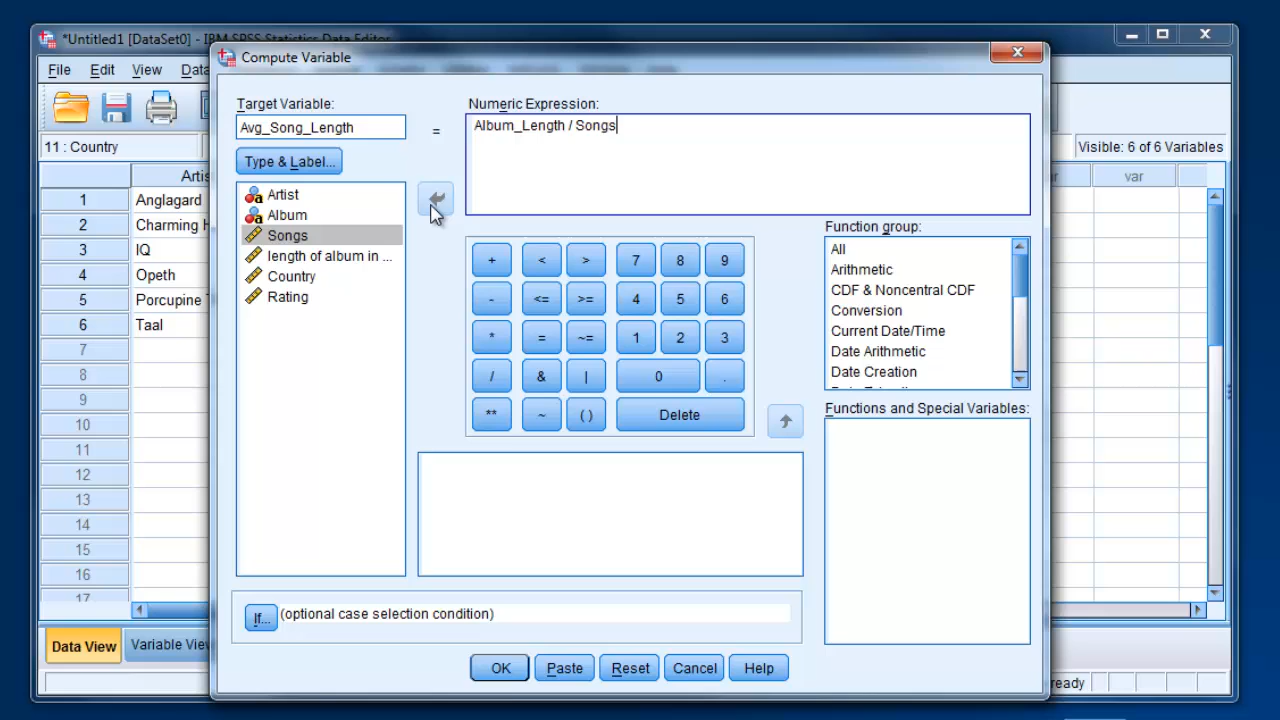 *Untitled1 [DataSet0] - IBM SPSS Statistics Data Editor
Compute Variable
File Edit View Data
11 : Country
Visible: 6 of 6 Variables
var
1 Anglagard
2 Charming
3 IQ
4 Opeth
5 Porcupine
6 Taal
7
8
9
10
11
12
13
14
15
16
17
Data View
Variable View
ready
Target Variable:
Avg_Song_Length
=
Numeric Expression:
Album_Length / Songs
Type & Label...
Artist
Album
Songs
length of album in ...
Country
Rating
+ < > 7 8 9
- <= >= 4 5 6
* = ~= 1 2 3
/ & | 0 .
** ~ ( ) Delete
Function group:
All
Arithmetic
CDF & Noncentral CDF
Conversion
Current Date/Time
Date Arithmetic
Date Creation
Functions and Special Variables:
If... (optional case selection condition)
OK Paste Reset Cancel Help